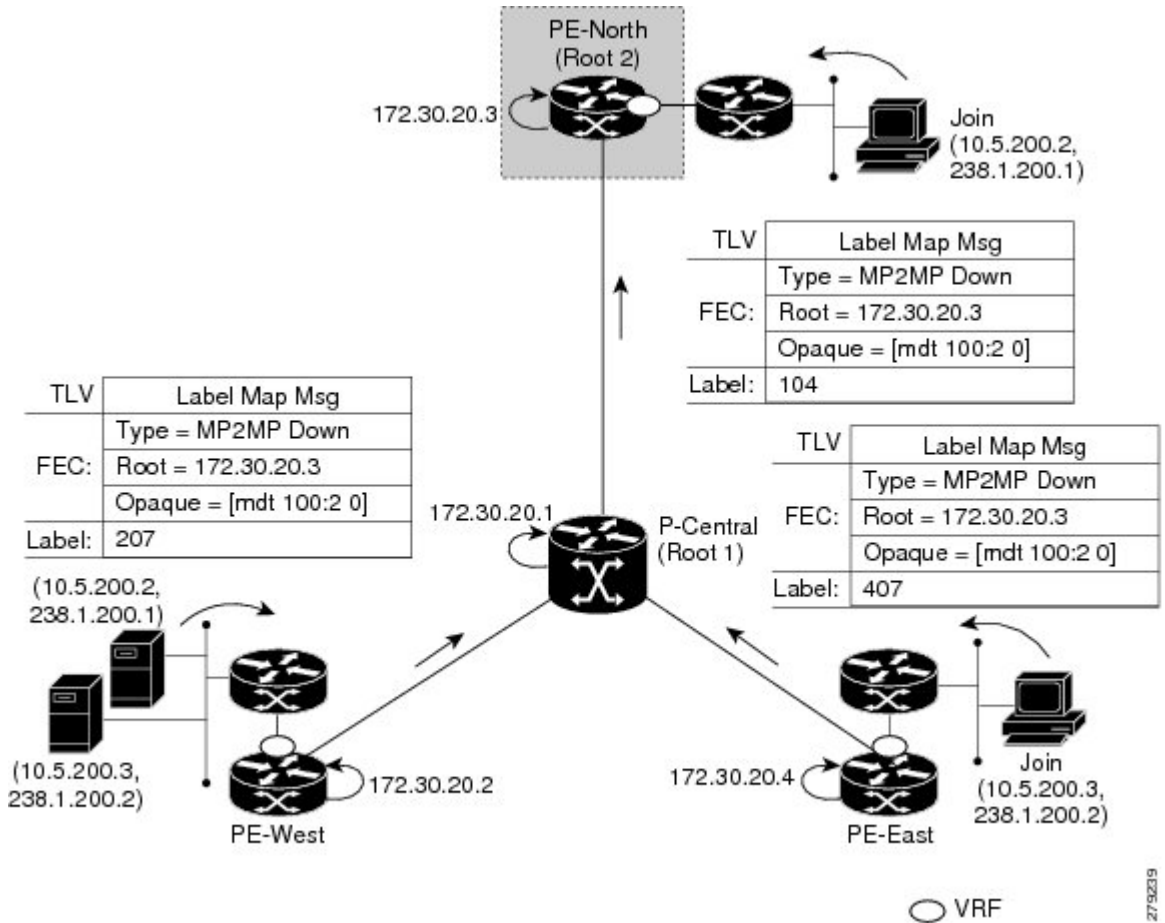 PE-North
(Root 2)
172.30.20.3
Join
(10.5.200.2,
238.1.200.1)
TLV
Label Map Msg
Type = MP2MP Down
FEC:
Root = 172.30.20.3
Opaque = [mdt 100:2 0]
Label:
104
TLV
Label Map Msg
Type = MP2MP Down
FEC:
Root = 172.30.20.3
Opaque = [mdt 100:2 0]
Label:
207
TLV
Label Map Msg
Type = MP2MP Down
FEC:
Root = 172.30.20.3
Opaque = [mdt 100:2 0]
Label:
407
172.30.20.1
P-Central
(Root 1)
(10.5.200.2,
238.1.200.1)
(10.5.200.3,
238.1.200.2)
172.30.20.2
PE-West
172.30.20.4
PE-East
Join
(10.5.200.3,
238.1.200.2)
VRF
279239